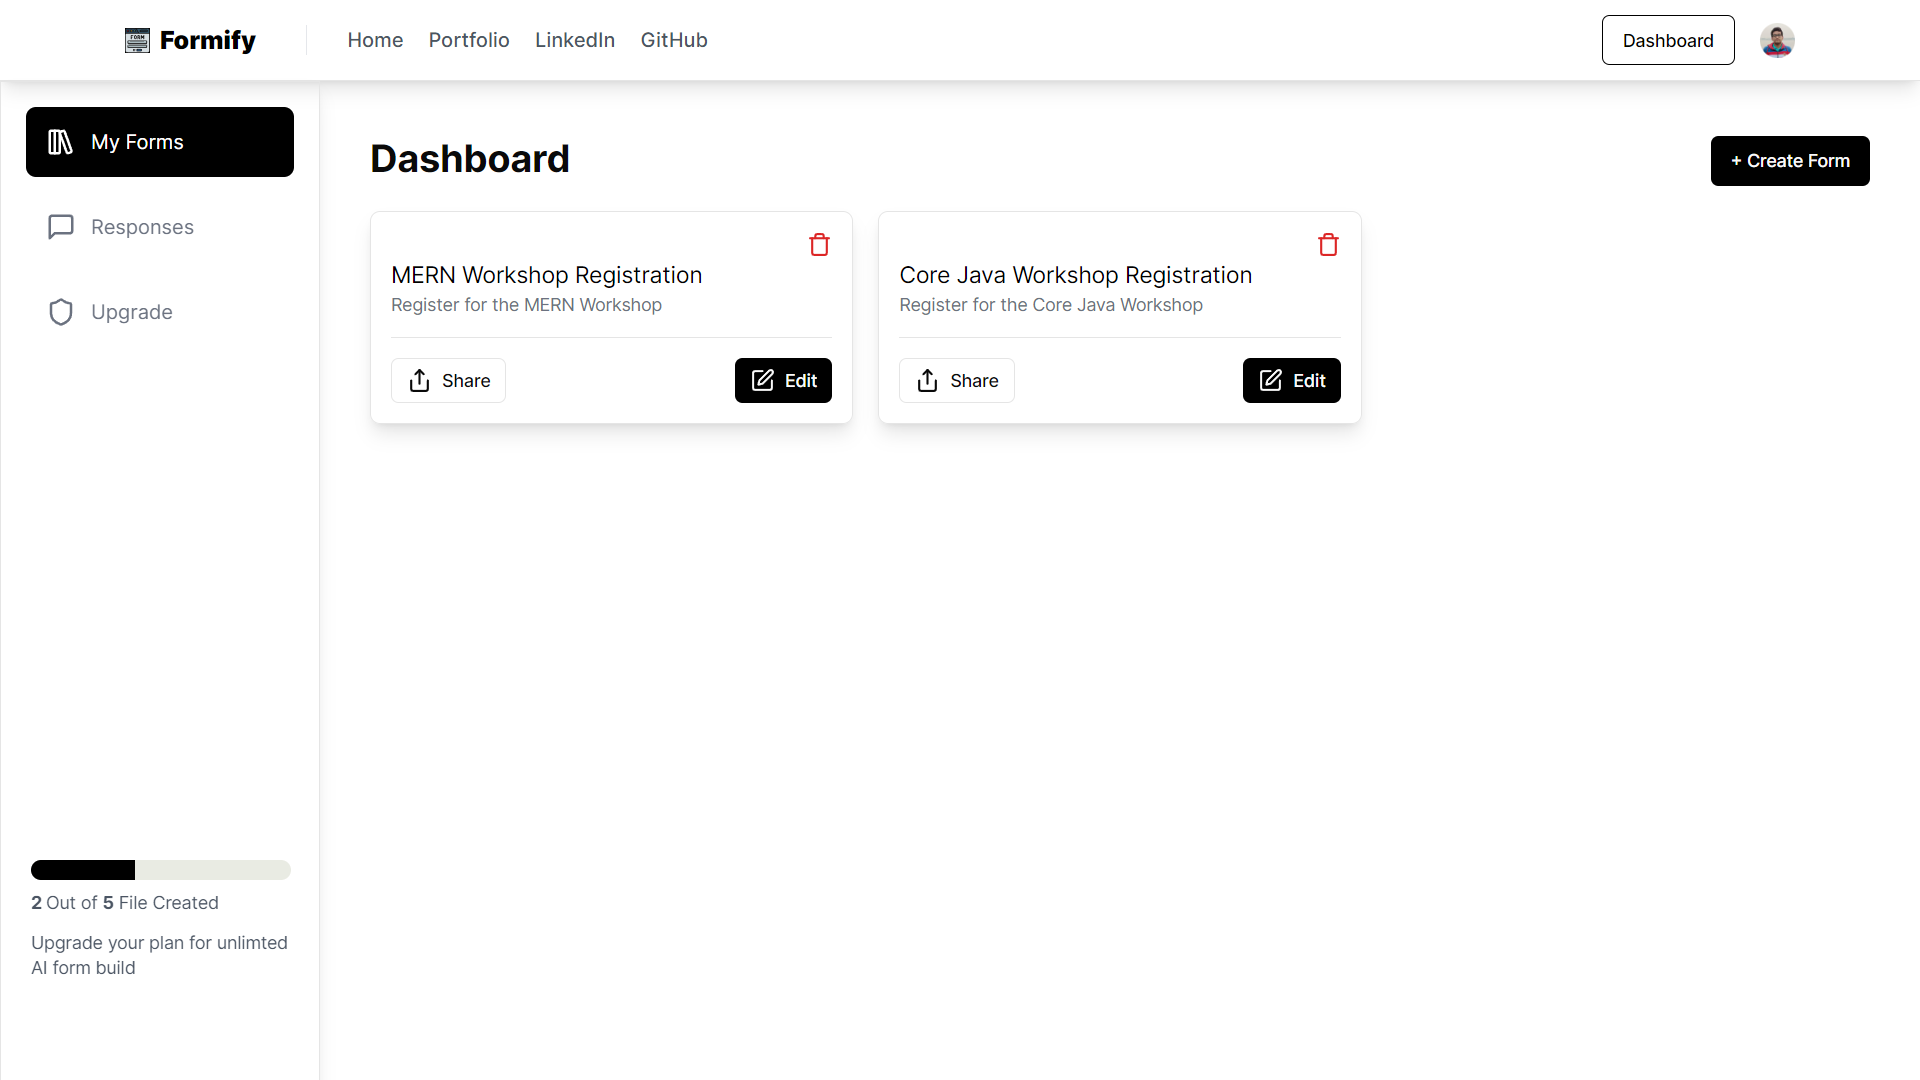 Formify
Home
Portfolio
LinkedIn
GitHub
Dashboard
My Forms
Responses
Upgrade
Dashboard
+ Create Form
MERN Workshop Registration
Register for the MERN Workshop
Share
Edit
Core Java Workshop Registration
Register for the Core Java Workshop
Share
Edit
2 Out of 5 File Created
Upgrade your plan for unlimted
AI form build